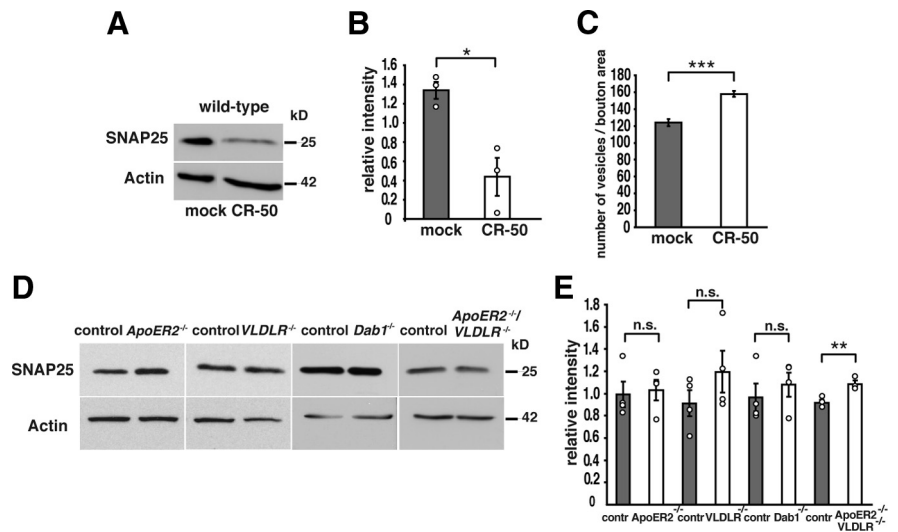 A
wild-type
kD
SNAP25
25
Actin
42
mock CR-50
B
*
relative intensity
1.6
1.4
1.2
1.0
0.8
0.6
0.4
0.2
0
mock CR-50
C
***
number of vesicles / bouton area
180
160
140
120
100
80
60
40
20
0
mock CR-50
D
control ApoER2-/- control VLDLR-/- control Dab1-/- control ApoER2-/-/
VLDLR-/-
kD
SNAP25
25
Actin
42
E
n.s.
n.s.
n.s.
**
relative intensity
1.8
1.6
1.4
1.2
1.0
0.8
0.6
0.4
0.2
0
contr ApoER2-/- contr VLDLR-/- contr Dab1-/- contr ApoER2-/-
VLDLR-/-